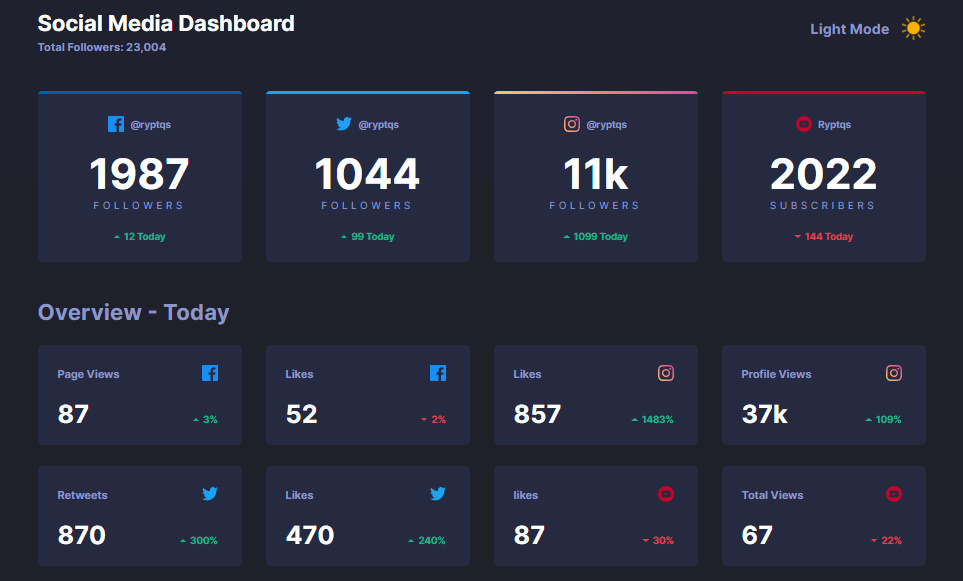 Social Media Dashboard
Total Followers: 23,004
Light Mode
@ryptqs
1987
FOLLOWERS
12 Today
@ryptqs
1044
FOLLOWERS
99 Today
@ryptqs
11k
FOLLOWERS
1099 Today
Ryptqs
2022
SUBSCRIBERS
144 Today
Overview - Today
Page Views
87
3%
Likes
52
2%
Likes
857
1483%
Profile Views
37k
109%
Retweets
870
300%
Likes
470
240%
likes
87
30%
Total Views
67
22%